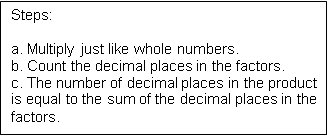 Steps:
a. Multiply just like whole numbers.
b. Count the decimal places in the factors.
c. The number of decimal places in the product
is equal to the sum of the decimal places in the
factors.